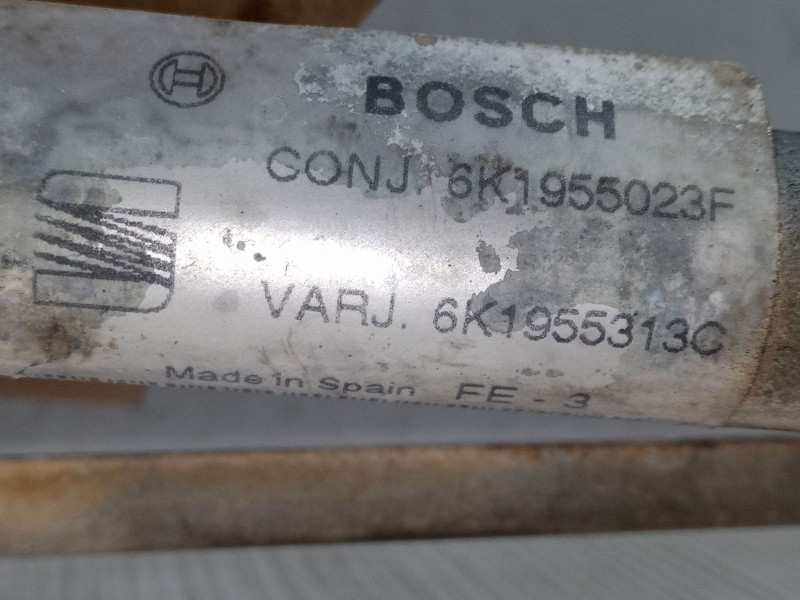 BOSCH
CONJ. 6K1955023F
VARJ. 6K1955313C
Made in Spain FE - 3